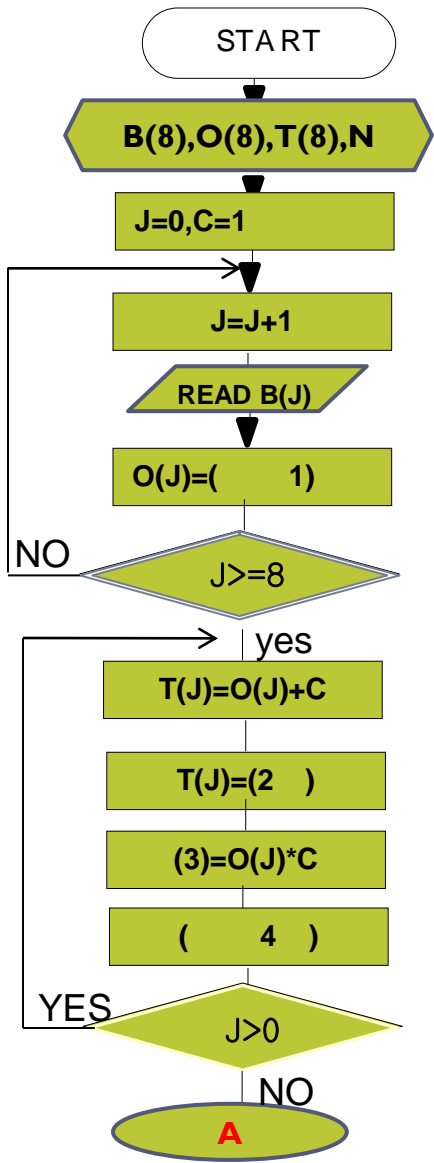 START
B(8),O(8),T(8),N
J=0,C=1
J=J+1
READ B(J)
O(J)=( 1)
NO
J>=8
yes
T(J)=O(J)+C
T(J)=(2 )
(3)=O(J)*C
( 4 )
YES
J>0
NO
A